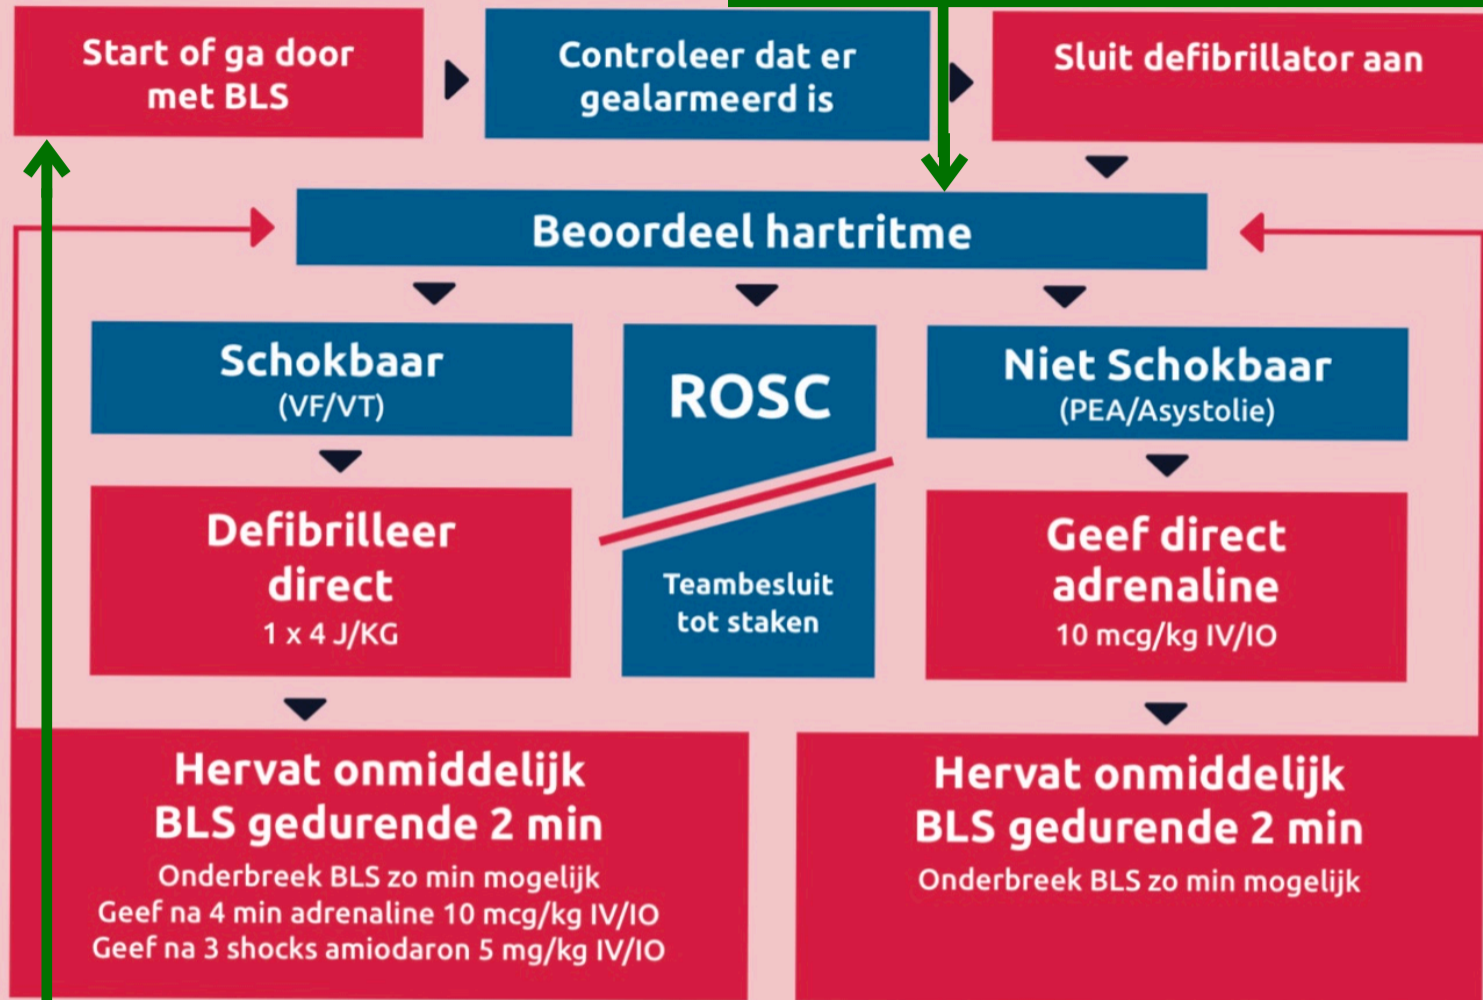 Start of ga door
met BLS
Controleer dat er
gealarmeerd is
Sluit defibrillator aan
Beoordeel hartritme
Schokbaar
(VF/VT)
ROSC
Niet Schokbaar
(PEA/Asystolie)
Defibrilleer
direct
1 x 4 J/KG
Teambesluit
tot staken
Geef direct
adrenaline
10 mcg/kg IV/IO
Hervat onmiddelijk
BLS gedurende 2 min
Onderbreek BLS zo min mogelijk
Geef na 4 min adrenaline 10 mcg/kg IV/IO
Geef na 3 shocks amiodaron 5 mg/kg IV/IO
Hervat onmiddelijk
BLS gedurende 2 min
Onderbreek BLS zo min mogelijk